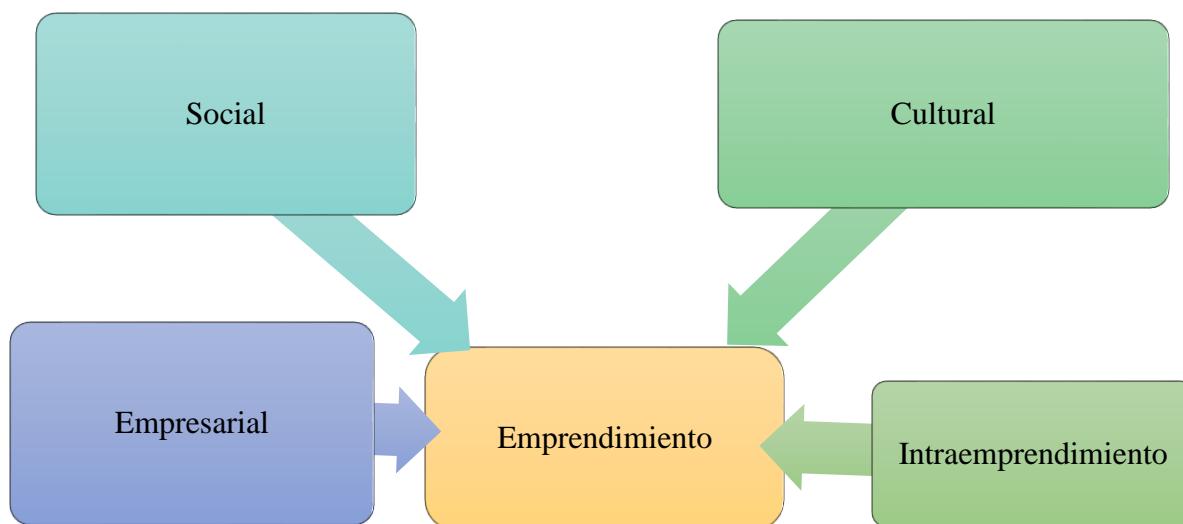 Social
Cultural
Empresarial
Emprendimiento
Intraemprendimiento